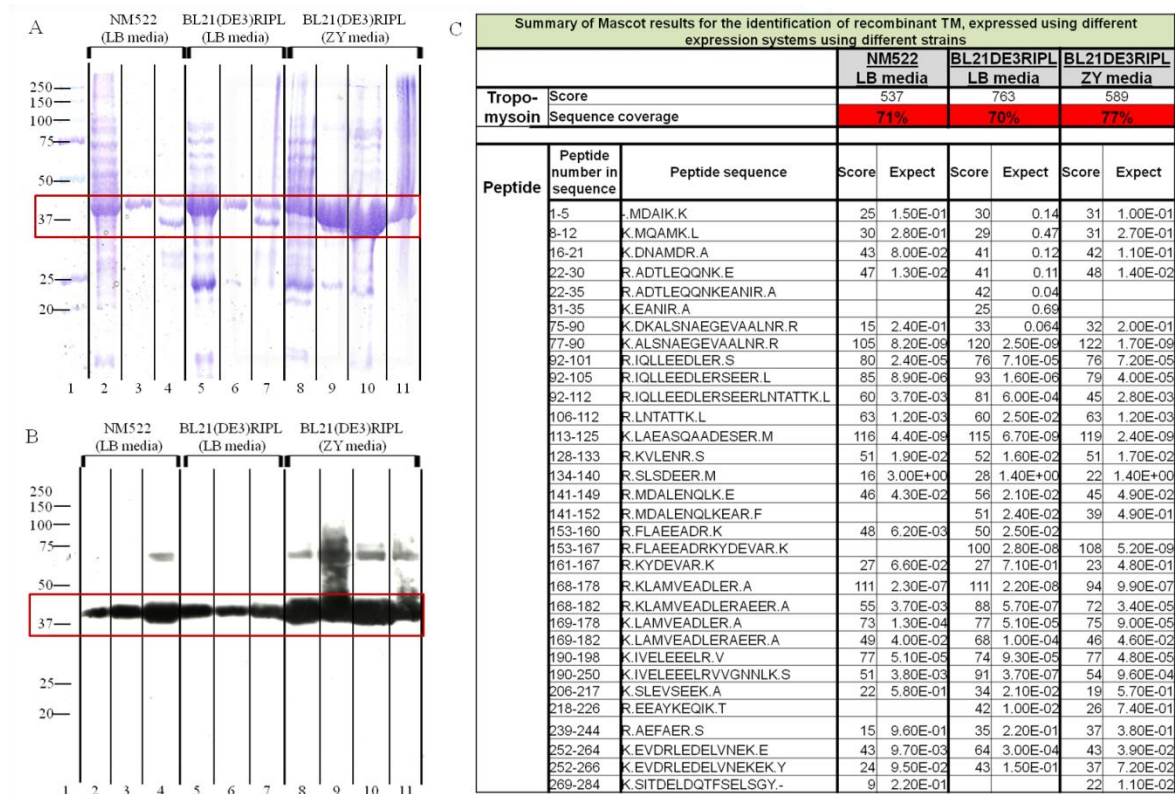 A
NM522 BL21(DE3)RIPL BL21(DE3)RIPL
(LB media) (LB media) (ZY media)
250
150
100
75
50
37
25
20
1 2 3 4 5 6 7 8 9 10 11
B
NM522 BL21(DE3)RIPL BL21(DE3)RIPL
(LB media) (LB media) (ZY media)
250
150
100
75
50
37
25
20
1 2 3 4 5 6 7 8 9 10 11
C
Summary of Mascot results for the identification of recombinant TM, expressed using different
expression systems using different strains
NM522 BL21DE3RIPL BL21DE3RIPL
LB media LB media ZY media
Tropo- Score 537 763 589
mysoin Sequence coverage 71% 70% 77%
Peptide Peptide number in sequence Peptide sequence Score Expect Score Expect Score Expect
1-5 -.MDAIK.K 25 1.50E-01 30 0.14 31 1.00E-01
8-12 K.MQAMK.L 30 2.80E-01 29 0.47 31 2.70E-01
16-21 K.DNAMDR.A 43 8.00E-02 41 0.12 42 1.10E-01
22-30 R.ADTLEQQNK.E 47 1.30E-02 41 0.11 48 1.40E-02
22-35 R.ADTLEQQNKEANIR.A 42 0.04
31-35 K.EANIR.A 25 0.69
75-90 K.DKALSNAEGEVAALNR.R 15 2.40E-01 33 0.064 32 2.00E-01
77-90 K.ALSNAEGEVAALNR.R 105 8.20E-09 120 2.50E-09 122 1.70E-09
92-101 R.IQLLEEDLER.S 80 2.40E-05 76 7.10E-05 76 7.20E-05
92-105 R.IQLLEEDLERSEER.L 85 8.90E-06 93 1.60E-06 79 4.00E-05
92-112 R.IQLLEEDLERSEERLNTATTK.L 60 3.70E-03 81 6.00E-04 45 2.80E-03
106-112 R.LNTATTK.L 63 1.20E-03 60 2.50E-02 63 1.20E-03
113-125 K.LAEASQAADESER.M 116 4.40E-09 115 6.70E-09 119 2.40E-09
128-133 R.KVLENR.S 51 1.90E-02 52 1.60E-02 51 1.70E-02
134-140 R.SLSDEER.M 16 3.00E+00 28 1.40E+00 22 1.40E+00
141-149 R.MDALENQLK.E 46 4.30E-02 56 2.10E-02 45 4.90E-02
141-152 R.MDALENQLKEAR.F 51 2.40E-02 39 4.90E-01
153-160 R.FLAEEADR.K 48 6.20E-03 50 2.50E-02
153-167 R.FLAEEADRKYDEVAR.K 100 2.80E-08 108 5.20E-09
161-167 R.KYDEVAR.K 27 6.60E-02 27 7.10E-01 23 4.80E-01
168-178 R.KLAMVEADLER.A 111 2.30E-07 111 2.20E-08 94 9.90E-07
168-182 R.KLAMVEADLERAEER.A 55 3.70E-03 88 5.70E-07 72 3.40E-05
169-178 K.LAMVEADLER.A 73 1.30E-04 77 5.10E-05 75 9.00E-05
169-182 K.LAMVEADLERAEER.A 49 4.00E-02 68 1.00E-04 46 4.60E-02
190-198 K.IVELEEELR.V 77 5.10E-05 74 9.30E-05 77 4.80E-05
190-250 K.IVELEEELRVVGNNLK.S 51 3.80E-03 91 3.70E-07 54 9.60E-04
206-217 K.SLEVSEEK.A 22 5.80E-01 34 2.10E-02 19 5.70E-01
218-226 R.EEAYKEQIK.T 42 1.00E-02 26 7.40E-01
239-244 R.AEFAER.S 15 9.60E-01 35 2.20E-01 37 3.80E-01
252-264 K.EVDRLEDELVNEK.E 43 9.70E-03 64 3.00E-04 43 3.90E-02
252-266 K.EVDRLEDELVNEKEK.Y 24 9.50E-02 43 1.50E-01 37 7.20E-02
269-284 K.SITDELDQTFSELSGY.- 9 2.20E-01 22 1.10E-02